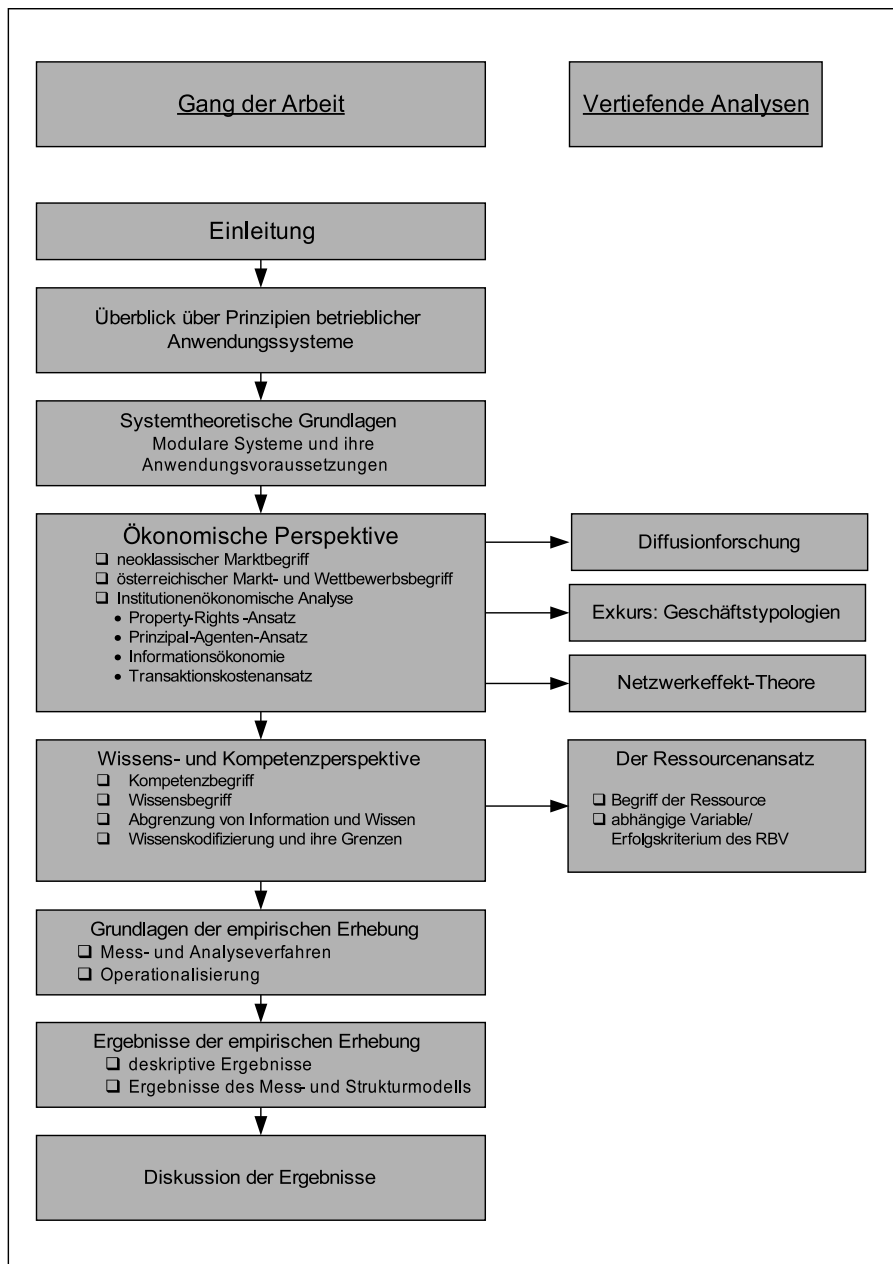 Gang der Arbeit
Vertiefende Analysen
Einleitung
Überblick über Prinzipien betrieblicher
Anwendungssysteme
Systemtheoretische Grundlagen
Modulare Systeme und ihre
Anwendungsvoraussetzungen
Ökonomische Perspektive
❑ neoklassischer Marktbegriff
❑ österreichischer Markt- und Wettbewerbsbegriff
❑ Institutionenökonomische Analyse
• Property-Rights -Ansatz
• Prinzipal-Agenten-Ansatz
• Informationsökonomie
• Transaktionskostenansatz
Diffusionforschung
Exkurs: Geschäftstypologien
Netzwerkeffekt-Theore
Wissens- und Kompetenzperspektive
❑ Kompetenzbegriff
❑ Wissensbegriff
❑ Abgrenzung von Information und Wissen
❑ Wissenskodifizierung und ihre Grenzen
Der Ressourcenansatz
❑ Begriff der Ressource
❑ abhängige Variable/
Erfolgskriterium des RBV
Grundlagen der empirischen Erhebung
❑ Mess- und Analyseverfahren
❑ Operationalisierung
Ergebnisse der empirischen Erhebung
❑ deskriptive Ergebnisse
❑ Ergebnisse des Mess- und Strukturmodells
Diskussion der Ergebnisse